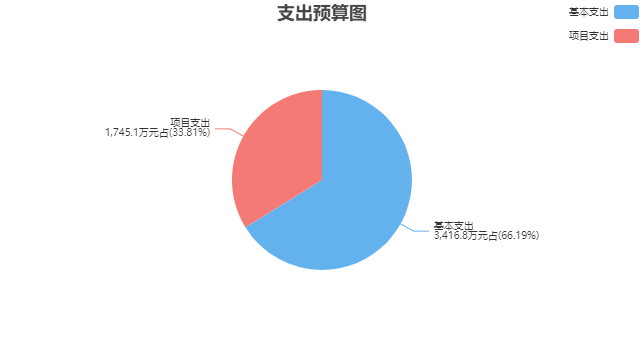 支出预算图
基本支出
项目支出
项目支出
1,745.1万元占(33.81%)
基本支出
3,416.8万元占(66.19%)